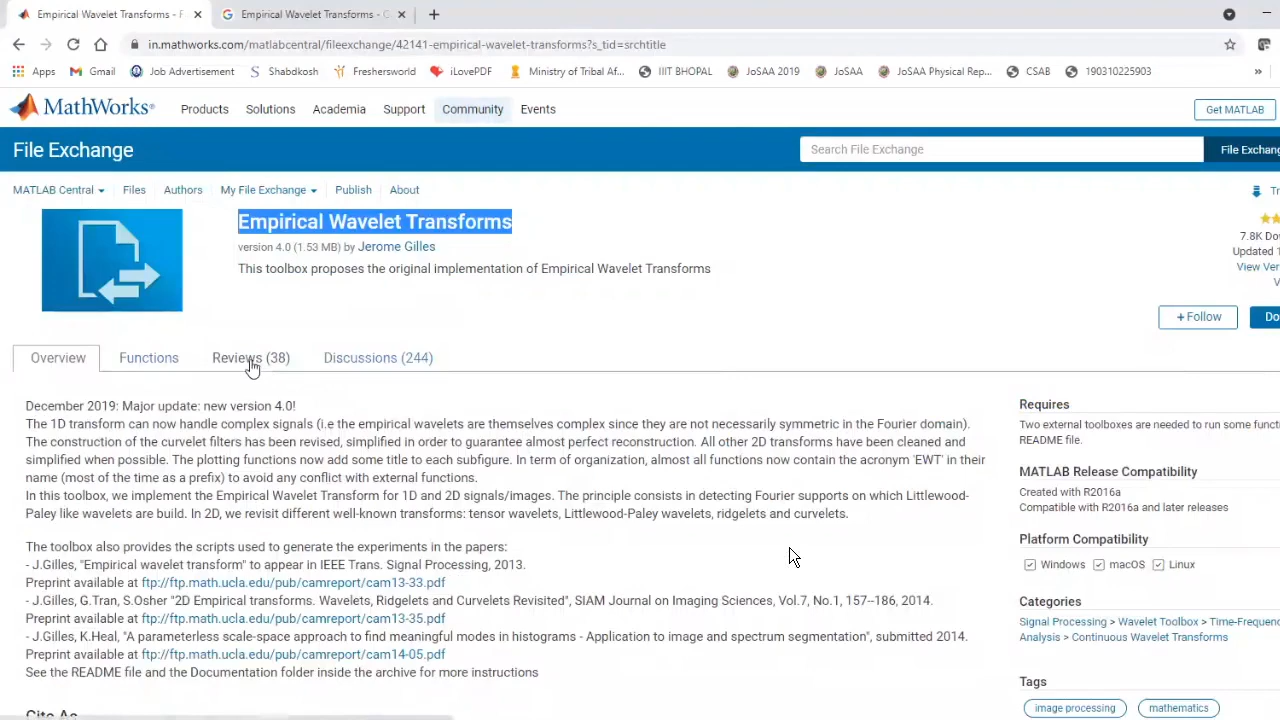 Empirical Wavelet Transforms - F
Empirical Wavelet Transforms - G
in.mathworks.com/matlabcentral/fileexchange/42141-empirical-wavelet-transforms?s_tid=srchtitle
Apps Gmail Job Advertisement Shabdkosh Freshersworld iLovePDF Ministry of Tribal Af... IIIT BHOPAL JoSAA 2019 JoSAA JoSAA Physical Rep... CSAB 190310225903 »
MathWorks® Products Solutions Academia Support Community Events Get MATLAB
File Exchange Search File Exchange File Exchang
MATLAB Central Files Authors My File Exchange Publish About
Empirical Wavelet Transforms
version 4.0 (1.53 MB) by Jerome Gilles
This toolbox proposes the original implementation of Empirical Wavelet Transforms
7.8K Do
Updated 1
View Ver
+ Follow Do
Overview Functions Reviews (38) Discussions (244)
December 2019: Major update: new version 4.0!
The 1D transform can now handle complex signals (i.e the empirical wavelets are themselves complex since they are not necessarily symmetric in the Fourier domain).
The construction of the curvelet filters has been revised, simplified in order to guarantee almost perfect reconstruction. All other 2D transforms have been cleaned and
simplified when possible. The plotting functions now add some title to each subfigure. In term of organization, almost all functions now contain the acronym 'EWT' in their
name (most of the time as a prefix) to avoid any conflict with external functions.
In this toolbox, we implement the Empirical Wavelet Transform for 1D and 2D signals/images. The principle consists in detecting Fourier supports on which Littlewood-
Paley like wavelets are build. In 2D, we revisit different well-known transforms: tensor wavelets, Littlewood-Paley wavelets, ridgelets and curvelets.
The toolbox also provides the scripts used to generate the experiments in the papers:
- J.Gilles, "Empirical wavelet transform" to appear in IEEE Trans. Signal Processing, 2013.
Preprint available at ftp://ftp.math.ucla.edu/pub/camreport/cam13-33.pdf
- J.Gilles, G.Tran, S.Osher "2D Empirical transforms. Wavelets, Ridgelets and Curvelets Revisited", SIAM Journal on Imaging Sciences, Vol.7, No.1, 157--186, 2014.
Preprint available at ftp://ftp.math.ucla.edu/pub/camreport/cam13-35.pdf
- J.Gilles, K.Heal, "A parameterless scale-space approach to find meaningful modes in histograms - Application to image and spectrum segmentation", submitted 2014.
Preprint available at ftp://ftp.math.ucla.edu/pub/camreport/cam14-05.pdf
See the README file and the Documentation folder inside the archive for more instructions
Cite As
Requires
Two external toolboxes are needed to run some functi
README file.
MATLAB Release Compatibility
Created with R2016a
Compatible with R2016a and later releases
Platform Compatibility
Windows macOS Linux
Categories
Signal Processing > Wavelet Toolbox > Time-Frequenc
Analysis > Continuous Wavelet Transforms
Tags
image processing mathematics